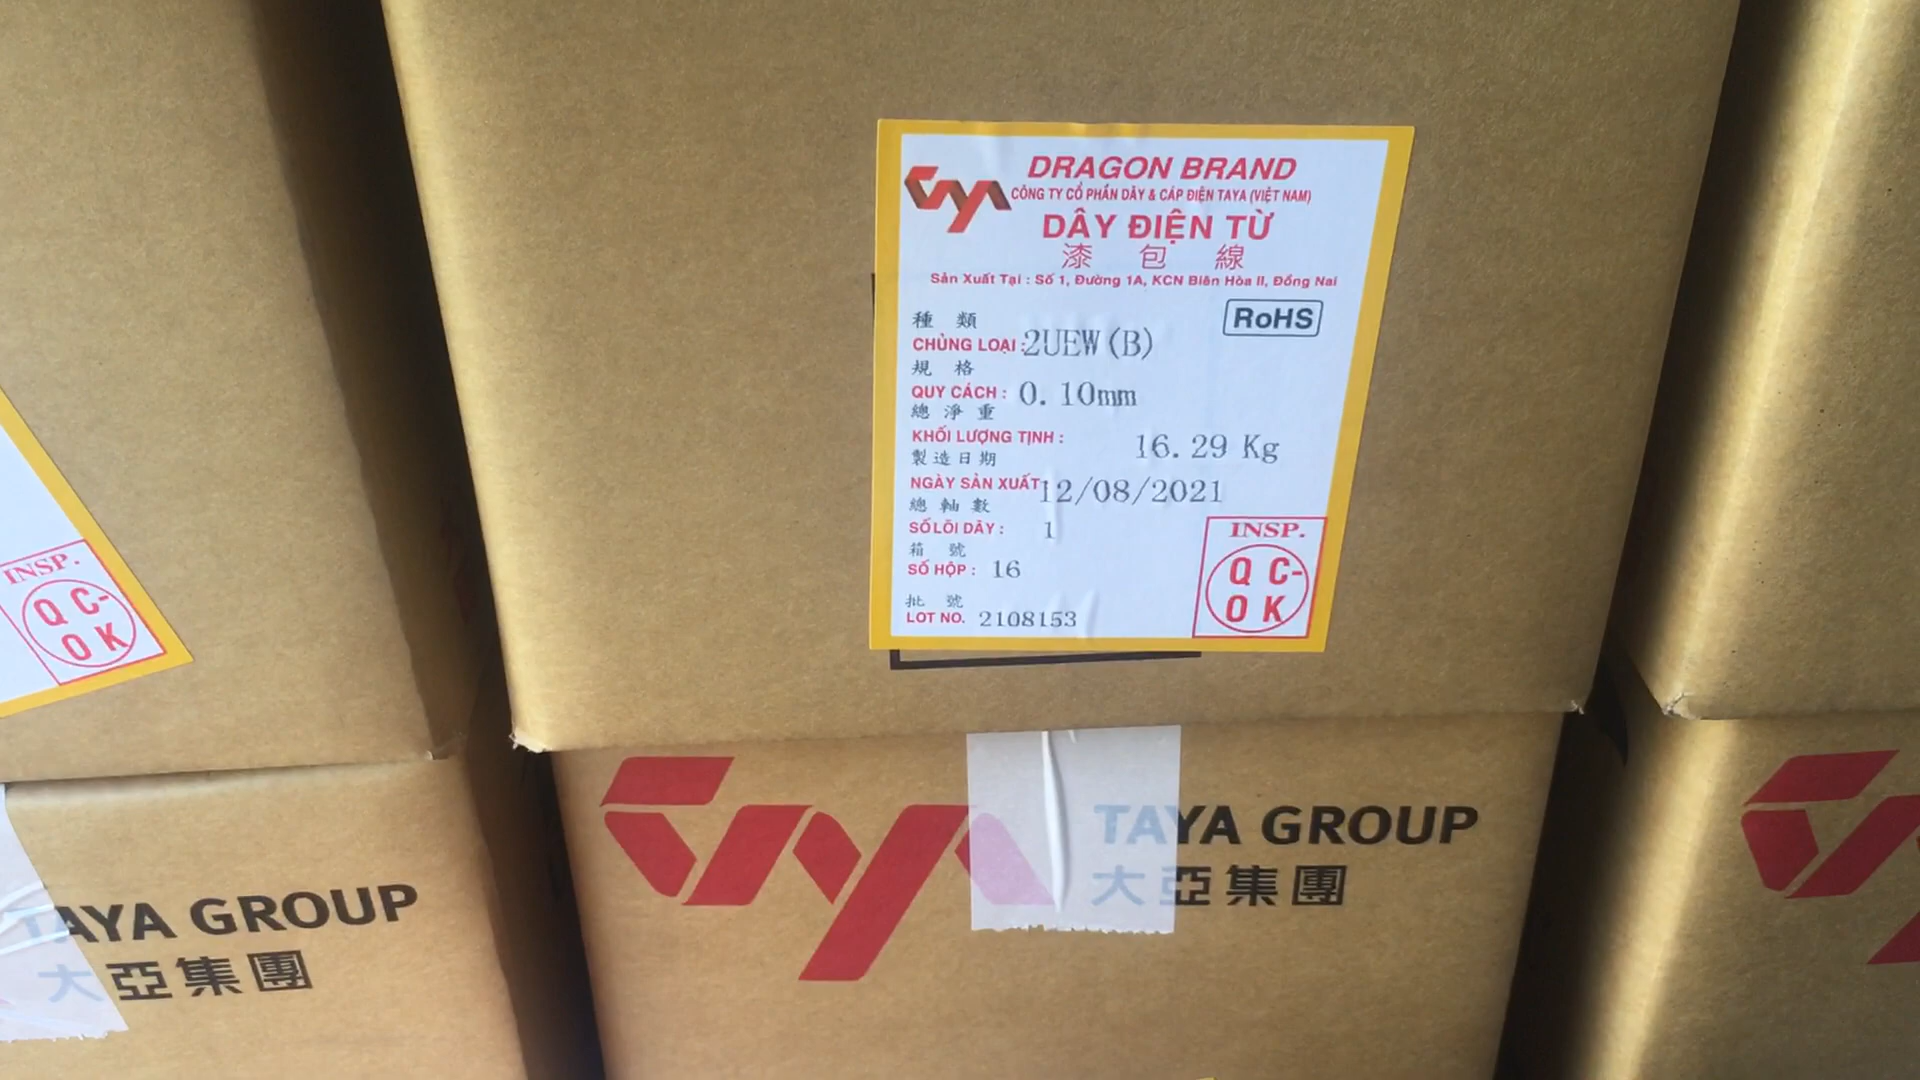 DRAGON BRAND
CÔNG TY CỔ PHẦN DÂY & CÁP ĐIỆN TAYA (VIỆT NAM)
DÂY ĐIỆN TỪ
漆 包 線
Sản Xuất Tại : Số 1, Đường 1A, KCN Biên Hòa II, Đồng Nai
RoHS
種 類
CHỦNG LOẠI : 2UEW(B)
規 格
QUY CÁCH : 0.10mm
總 淨 重
KHỐI LƯỢNG TỊNH : 16.29 Kg
製造日期
NGÀY SẢN XUẤT : 12/08/2021
總 軸 數
SỐ LÕI DÂY : 1
箱 號
SỐ HỘP : 16
批 號
LOT NO. 2108153
INSP.
Q C-
O K
INSP.
Q C-
O K
TAYA GROUP
大亞集團
TAYA GROUP
大亞集團